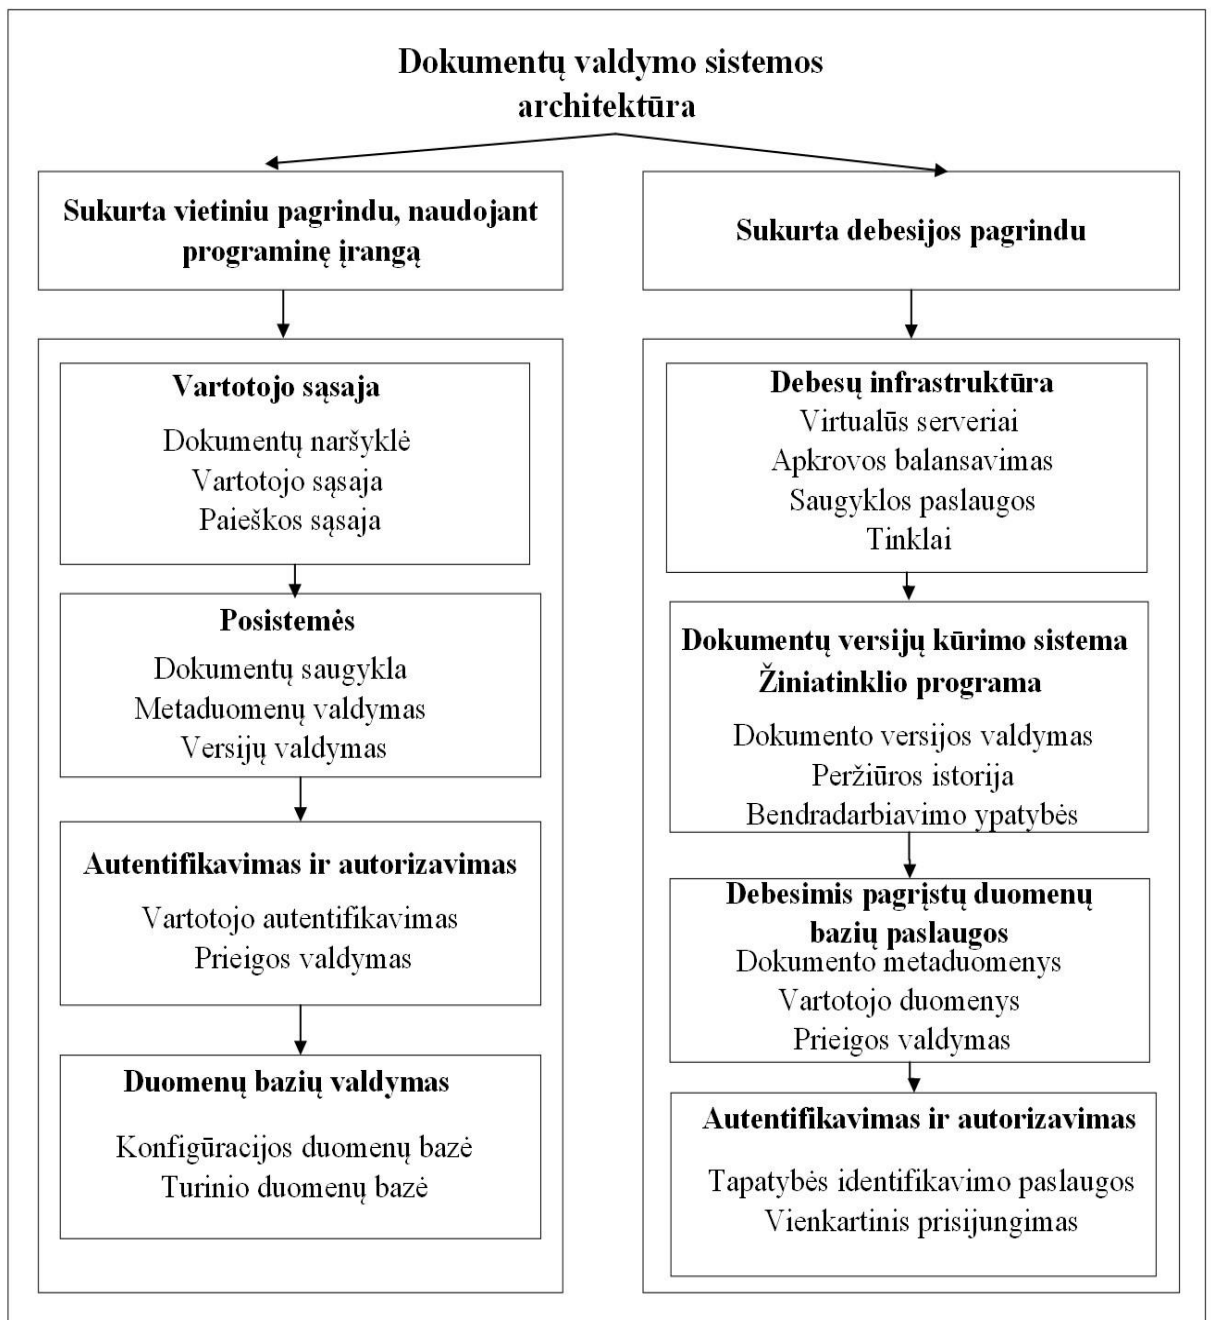 Dokumentų valdymo sistemos
architektūra
Sukurta vietiniu pagrindu, naudojant
programinę įrangą
Vartotojo sąsaja
Dokumentų naršyklė
Vartotojo sąsaja
Paieškos sąsaja
Posistemės
Dokumentų saugykla
Metaduomenų valdymas
Versijų valdymas
Autentifikavimas ir autorizavimas
Vartotojo autentifikavimas
Prieigos valdymas
Duomenų bazių valdymas
Konfigūracijos duomenų bazė
Turinio duomenų bazė
Sukurta debesijos pagrindu
Debesų infrastruktūra
Virtualūs serveriai
Apkrovos balansavimas
Saugyklos paslaugos
Tinklai
Dokumentų versijų kūrimo sistema
Žiniatinklio programa
Dokumento versijos valdymas
Peržiūros istorija
Bendradarbiavimo ypatybės
Debesimis pagrįstų duomenų
bazių paslaugos
Dokumento metaduomenys
Vartotojo duomenys
Prieigos valdymas
Autentifikavimas ir autorizavimas
Tapatybės identifikavimo paslaugos
Vienkartinis prisijungimas